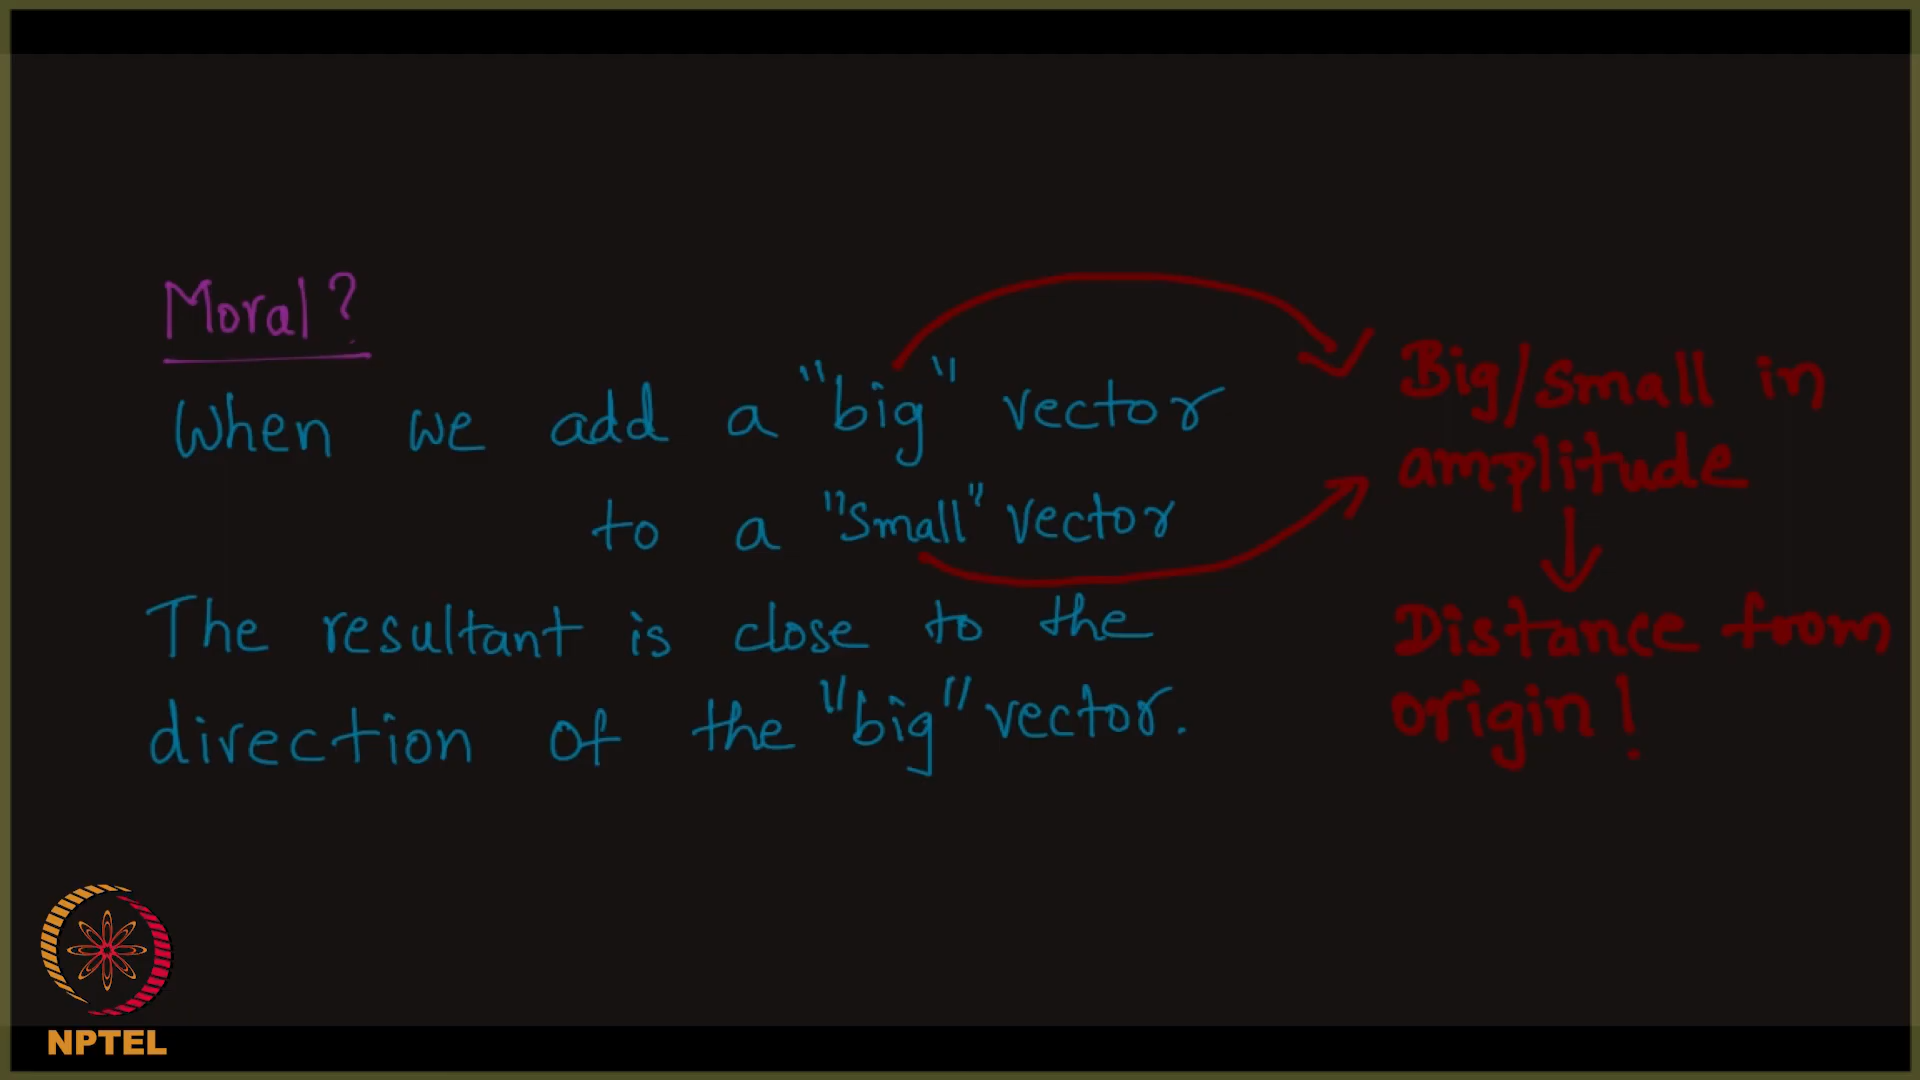 Moral?
When we add a "big" vector
to a "small" vector
The resultant is close to the
direction of the "big" vector.
Big/small in
amplitude
Distance from
origin!
NPTEL